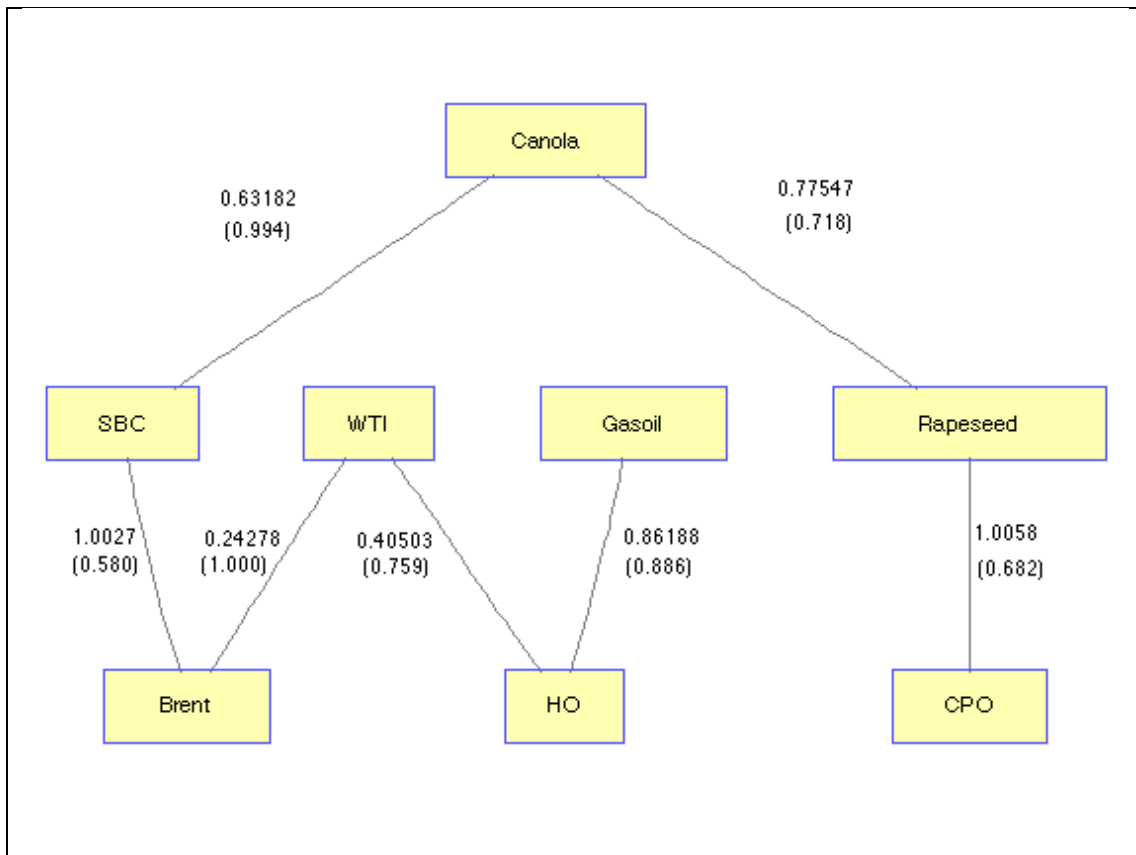 Canola
0.63182
(0.994)
0.77547
(0.718)
SBC
WTI
Gasoil
Rapeseed
1.0027
(0.580)
0.24278
(1.000)
0.40503
(0.759)
0.86188
(0.886)
1.0058
(0.682)
Brent
HO
CPO